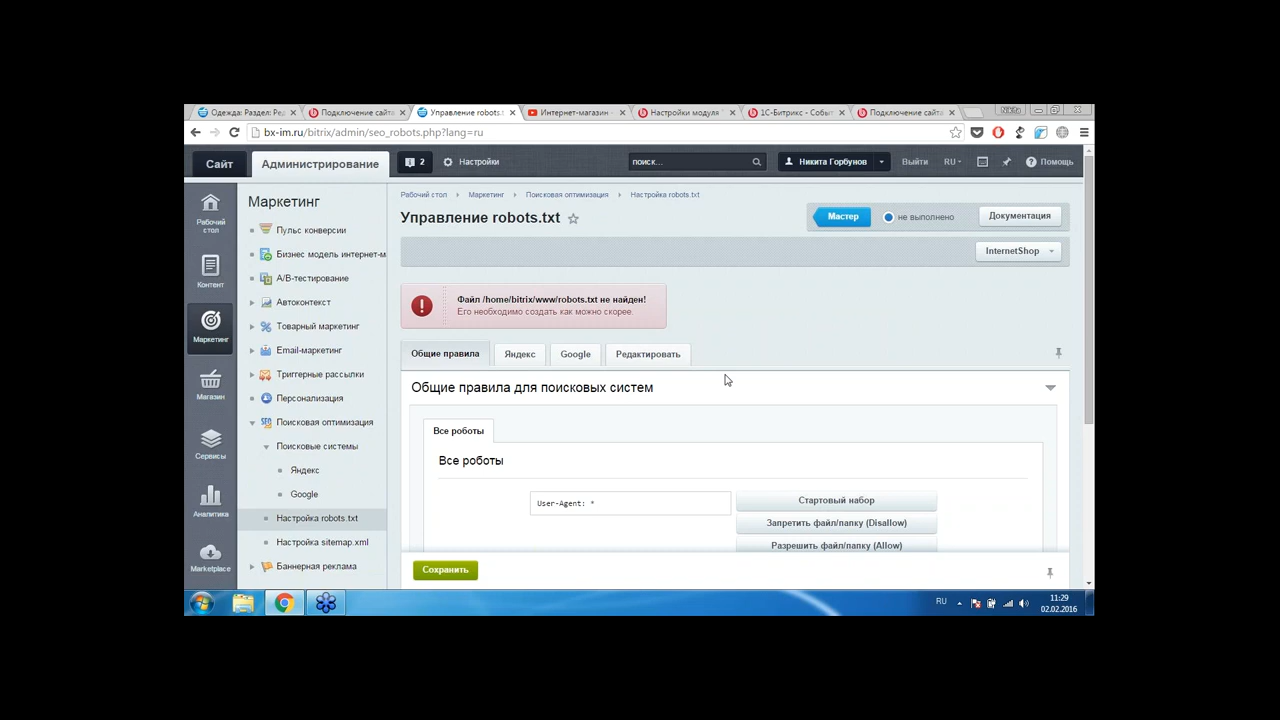 Одежда: Раздел: Ред
Подключение сайта
Управление robots.t
Интернет-магазин -
Настройки модуля
1С-Битрикс - Событ
Подключение сайта
Nikita
bx-im.ru/bitrix/admin/seo_robots.php?lang=ru
Сайт
Администрирование
2
Настройки
поиск...
Никита Горбунов
Выйти
RU
Помощь
Рабочий стол
Контент
Маркетинг
Магазин
Сервисы
Аналитика
Marketplace
Маркетинг
Пульс конверсии
Бизнес модель интернет-м
A/B-тестирование
Автоконтекст
Товарный маркетинг
Email-маркетинг
Триггерные рассылки
Персонализация
SEO
Поисковая оптимизация
Поисковые системы
Яндекс
Google
Настройка robots.txt
Настройка sitemap.xml
Баннерная реклама
Рабочий стол
Маркетинг
Поисковая оптимизация
Настройка robots.txt
Управление robots.txt
Мастер
не выполнено
Документация
InternetShop
Файл /home/bitrix/www/robots.txt не найден!
Его необходимо создать как можно скорее.
Общие правила
Яндекс
Google
Редактировать
Общие правила для поисковых систем
Все роботы
Все роботы
User-Agent: *
Стартовый набор
Запретить файл/папку (Disallow)
Разрешить файл/папку (Allow)
Сохранить
RU
11:29
02.02.2016